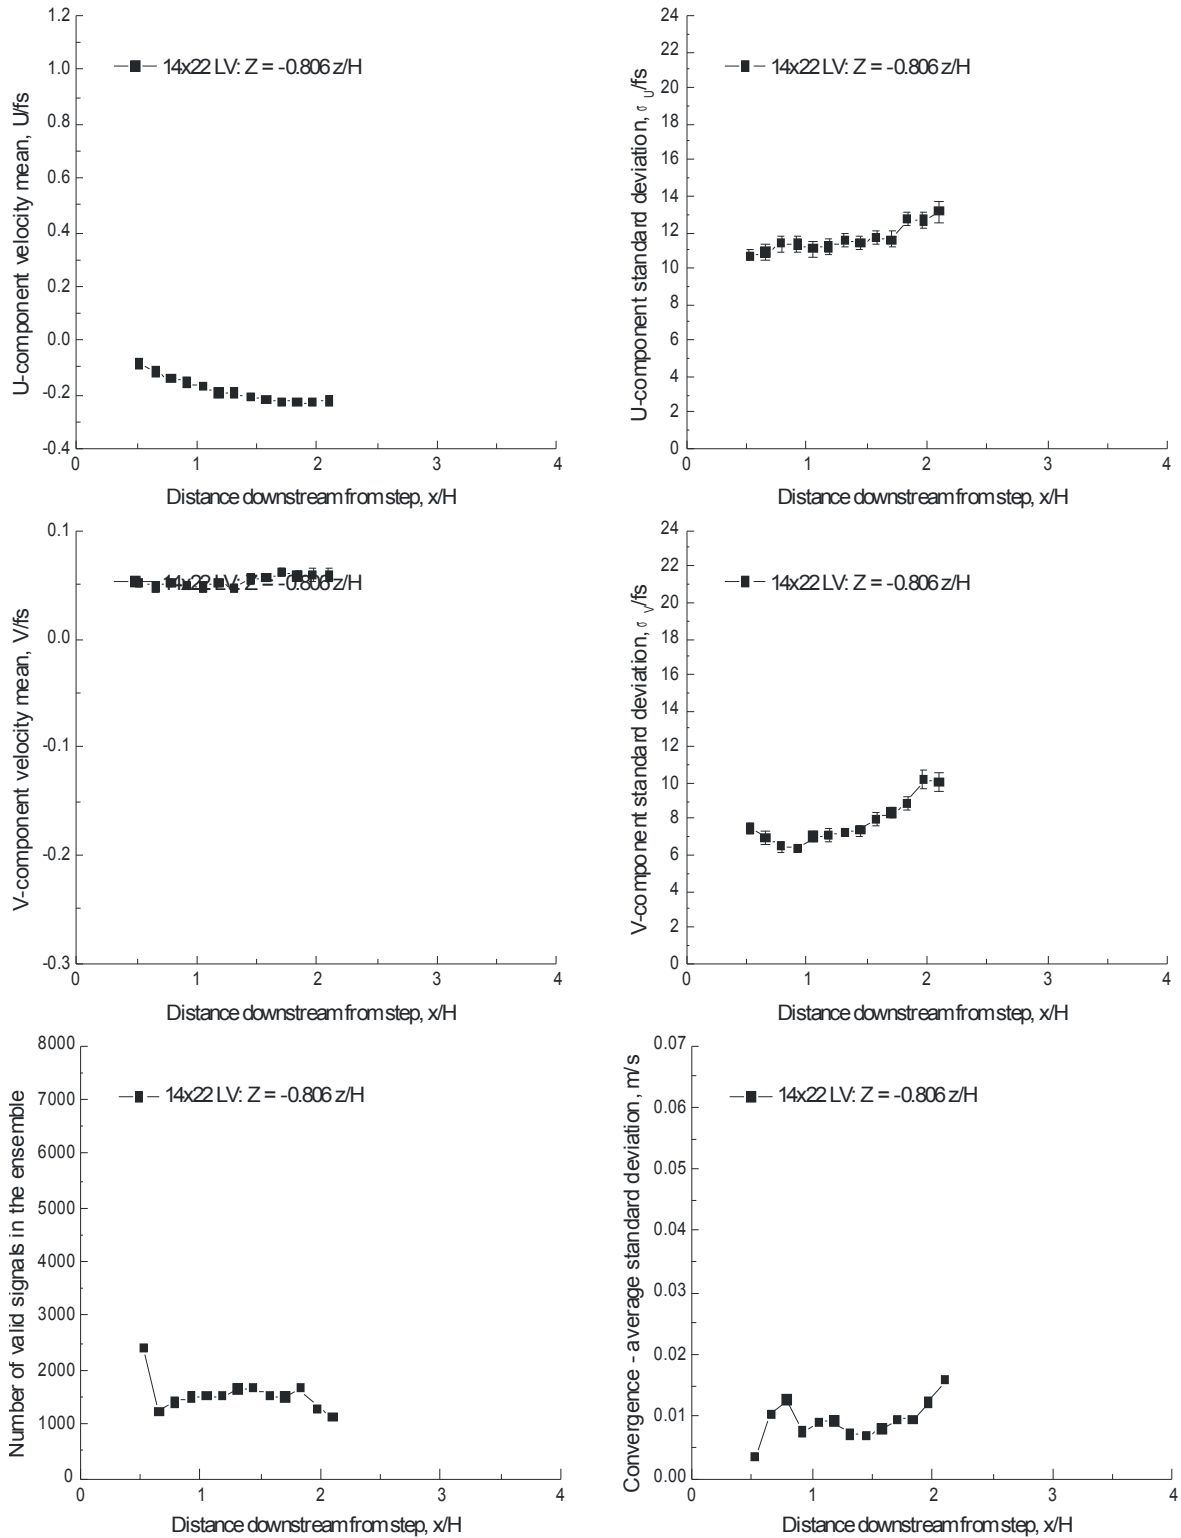 1.2
1.0
0.8
0.6
0.4
0.2
0.0
-0.2
-0.4
U-component velocity mean, U/fs
14x22 LV: Z = -0.806 z/H
0 1 2 3 4
Distance downstream from step, x/H
24
22
20
18
16
14
12
10
8
6
4
2
0
U-component standard deviation, σU/fs
14x22 LV: Z = -0.806 z/H
0 1 2 3 4
Distance downstream from step, x/H
0.1
0.0
-0.1
-0.2
-0.3
V-component velocity mean, V/fs
14x22 LV: Z = -0.806 z/H
0 1 2 3 4
Distance downstream from step, x/H
24
22
20
18
16
14
12
10
8
6
4
2
0
V-component standard deviation, σV/fs
14x22 LV: Z = -0.806 z/H
0 1 2 3 4
Distance downstream from step, x/H
8000
7000
6000
5000
4000
3000
2000
1000
0
Number of valid signals in the ensemble
14x22 LV: Z = -0.806 z/H
0 1 2 3 4
Distance downstream from step, x/H
0.07
0.06
0.05
0.04
0.03
0.02
0.01
0.00
Convergence - average standard deviation, m/s
14x22 LV: Z = -0.806 z/H
0 1 2 3 4
Distance downstream from step, x/H